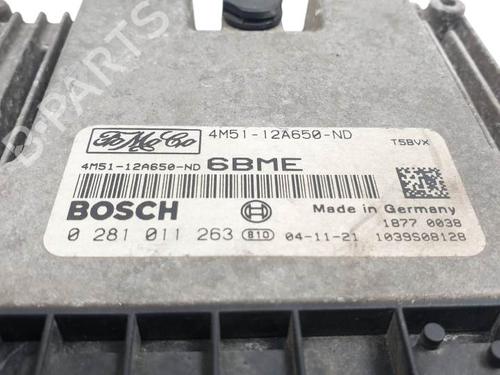 FoMoCo 4M51-12A650-ND
T5BVX
4M51-12A650-ND 6BME
BOSCH Made in Germany
0 281 011 263 810 04-11-21 1877 0038
1039S08128
B-PARTS